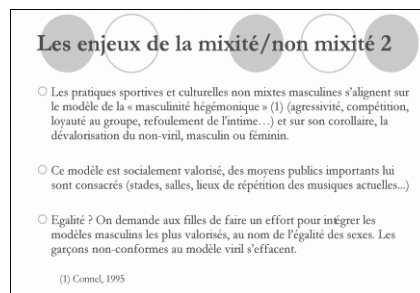 Les enjeux de la mixité/non mixité 2
Les pratiques sportives et culturelles non mixtes masculines s'alignent sur
le modèle de la « masculinité hégémonique » (1) (agressivité, compétition,
loyauté au groupe, refoulement de l'intime…) et sur son corollaire, la
dévalorisation du non-viril, masculin ou féminin.
Ce modèle est socialement valorisé, des moyens publics importants lui
sont consacrés (stades, salles, lieux de répétition des musiques actuelles...)
Egalité ? On demande aux filles de faire un effort pour intégrer les
modèles masculins les plus valorisés, au nom de l'égalité des sexes. Les
garçons non-conformes au modèle viril s'effacent.
(1) Connel, 1995